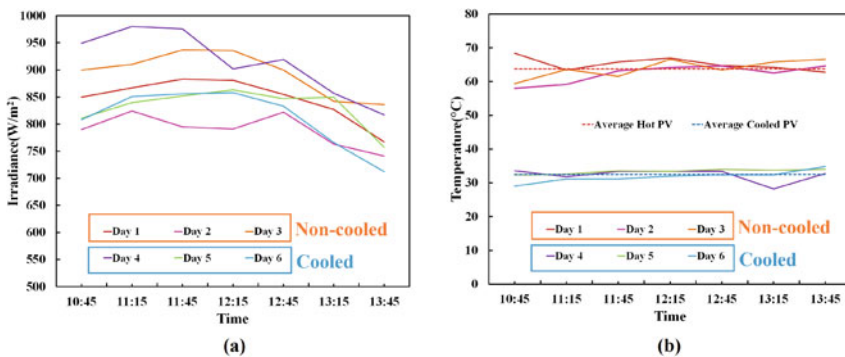 1000
950
900
850
800
750
700
650
600
550
500
Irradiance(W/m²)
Day 1 Day 2 Day 3
Non-cooled
Day 4 Day 5 Day 6
Cooled
10:45 11:15 11:45 12:15 12:45 13:15 13:45
Time
(a)
80
70
60
50
40
30
20
10
0
Temperature(°C)
Average Hot PV Average Cooled PV
Day 1 Day 2 Day 3
Non-cooled
Day 4 Day 5 Day 6
Cooled
10:45 11:15 11:45 12:15 12:45 13:15 13:45
Time
(b)